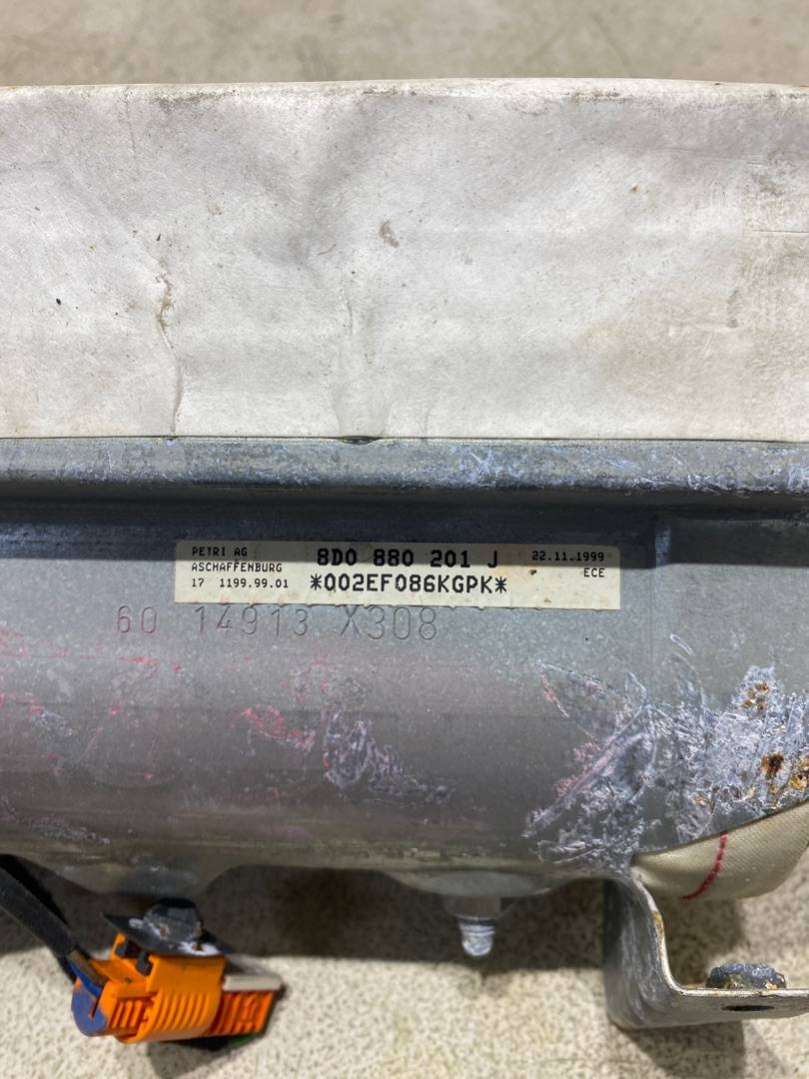 PETRI AG
ASCHAFFENBURG
17 1199.99.01
8D0 880 201 J
*002EF086KGPK*
22.11.1999
ECE
60 14913 X308